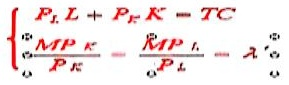 P_L L + P_K K = TC
MP_K / P_K = MP_L / P_L = λ'